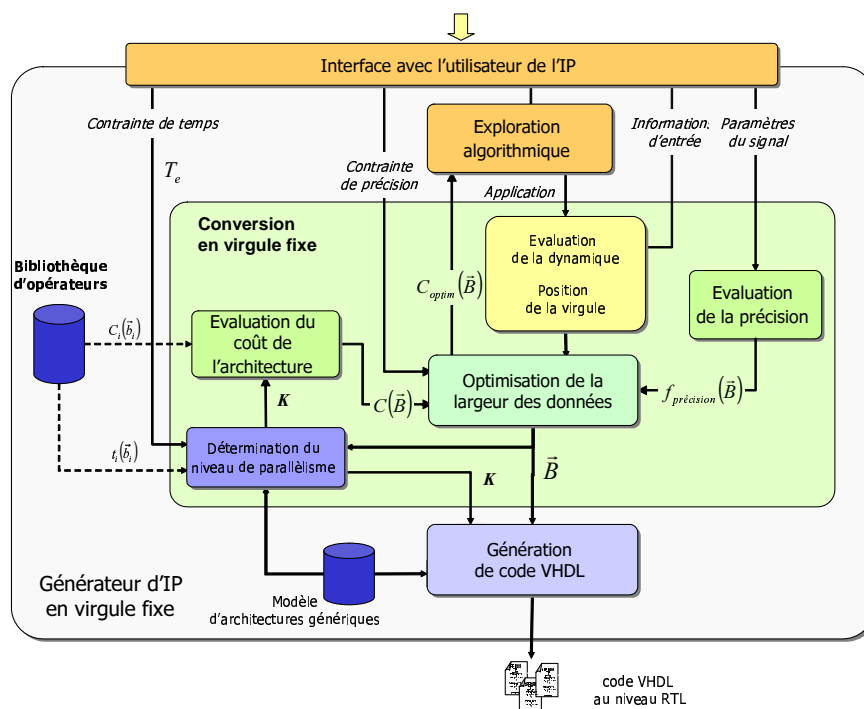 Interface avec l'utilisateur de l'IP
Contrainte de temps
T_e
Contrainte
de précision
Exploration
algorithmique
Informations
d'entrée
Paramètres
du signal
Application
Conversion
en virgule fixe
Evaluation
de la dynamique
Position
de la virgule
Bibliothèque
d'opérateurs
C_optim(B⃗)
Evaluation
de la précision
C_i(b⃗_i)
Evaluation du
coût de
l'architecture
Optimisation de la
largeur des données
C(B⃗)
f_précision(B⃗)
K
t_i(b⃗_i)
Détermination du
niveau de parallèlisme
B⃗
K
Génération
de code VHDL
Générateur d'IP
en virgule fixe
Modèle
d'architectures génériques
code VHDL
au niveau RTL